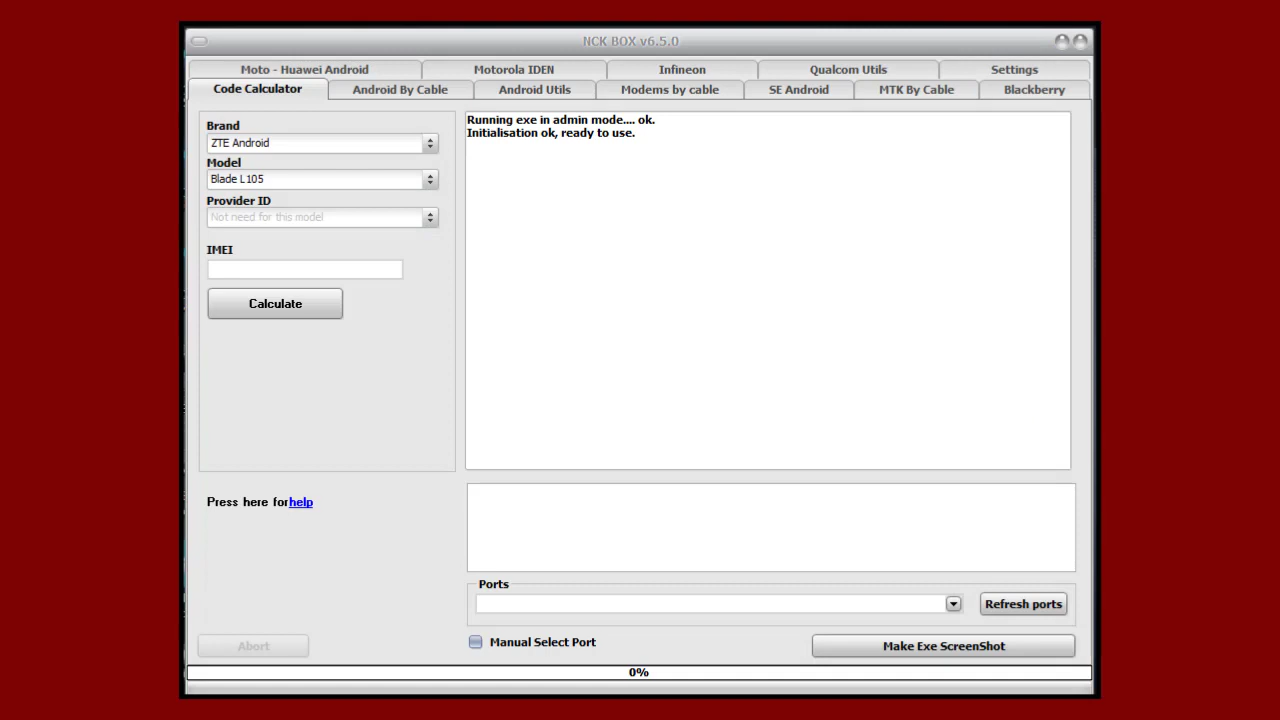 NCK BOX v6.5.0
Moto - Huawei Android
Motorola IDEN
Infineon
Qualcom Utils
Settings
Code Calculator
Android By Cable
Android Utils
Modems by cable
SE Android
MTK By Cable
Blackberry
Brand
ZTE Android
Model
Blade L105
Provider ID
Not need for this model
IMEI
Calculate
Running exe in admin mode.... ok.
Initialisation ok, ready to use.
Press here forhelp
Ports
Refresh ports
Manual Select Port
Abort
Make Exe ScreenShot
0%